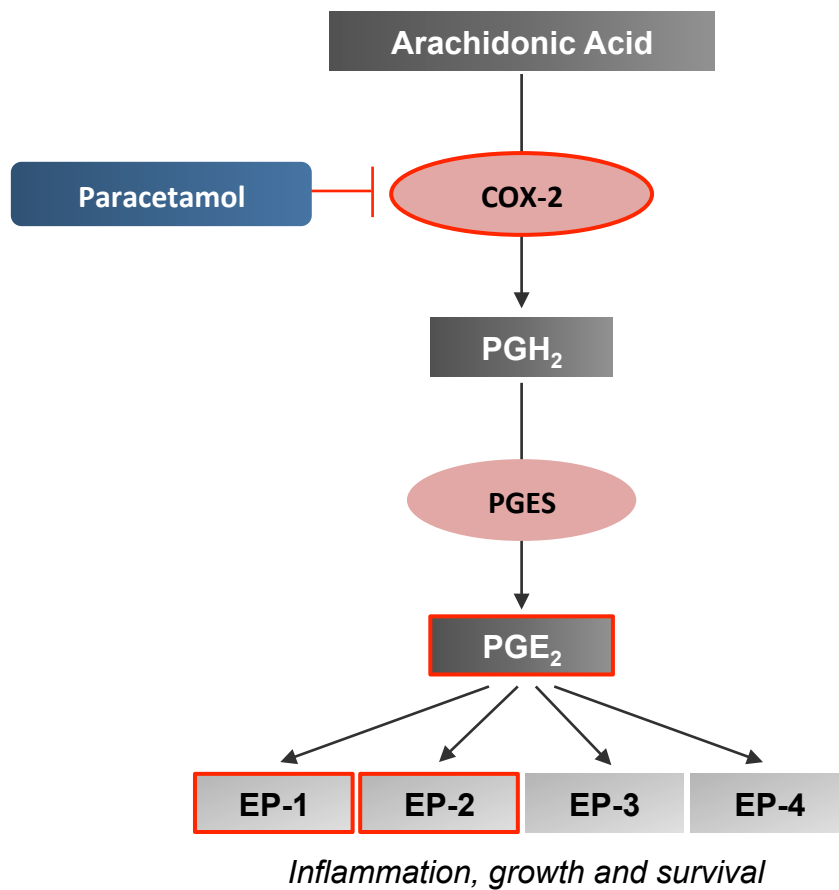 Arachidonic Acid
Paracetamol
COX-2
PGH₂
PGES
PGE₂
EP-1 EP-2 EP-3 EP-4
Inflammation, growth and survival